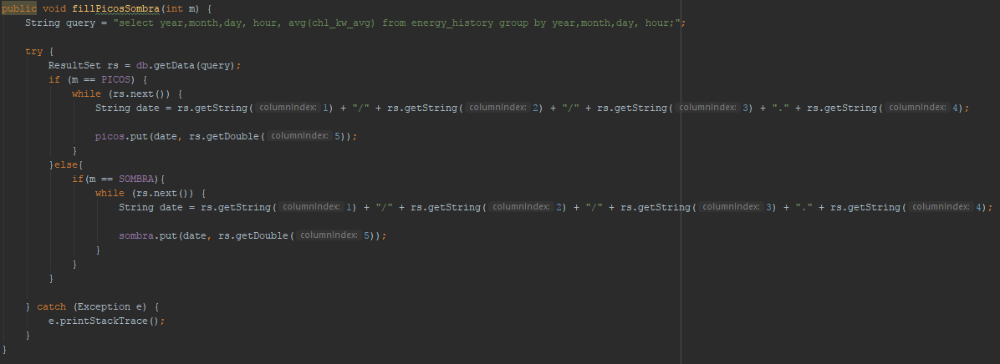 public void fillPicosSombra(int m) {
String query = "select year,month,day, hour, avg(chl_kw_avg) from energy_history group by year,month,day, hour;";
try {
ResultSet rs = db.getData(query);
if (m == PICOS) {
while (rs.next()) {
String date = rs.getString( columnIndex: 1) + "/" + rs.getString( columnIndex: 2) + "/" + rs.getString( columnIndex: 3) + "." + rs.getString( columnIndex: 4);
picos.put(date, rs.getDouble( columnIndex: 5));
}
}else{
if(m == SOMBRA){
while (rs.next()) {
String date = rs.getString( columnIndex: 1) + "/" + rs.getString( columnIndex: 2) + "/" + rs.getString( columnIndex: 3) + "." + rs.getString( columnIndex: 4);
sombra.put(date, rs.getDouble( columnIndex: 5));
}
}
}
} catch (Exception e) {
e.printStackTrace();
}
}